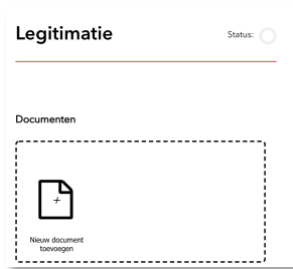 Legitimatie
Status:
Documenten
Nieuw document
toevoegen